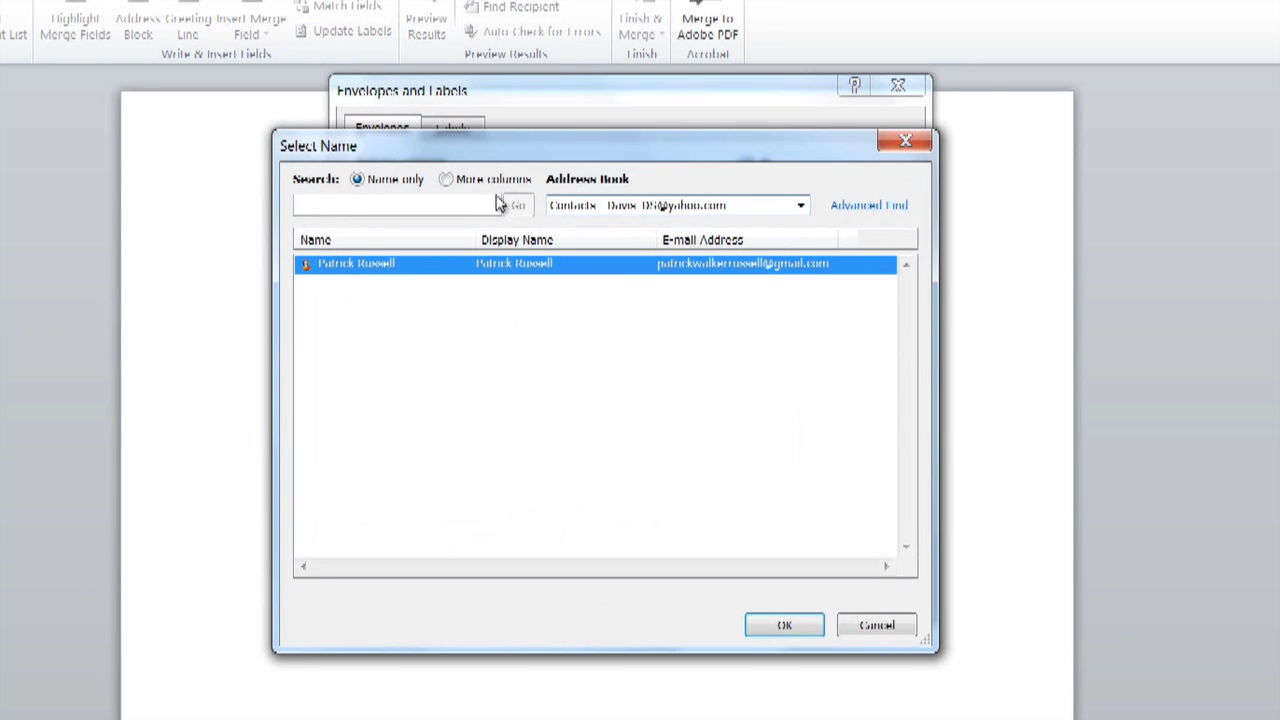 Match Fields
Find Recipient
t List
Highlight
Merge Fields
Address
Block
Greeting
Line
Insert Merge
Field
Update Labels
Preview
Results
Auto Check for Errors
Finish &
Merge
Merge to
Adobe PDF
Write & Insert Fields
Preview Results
Finish
Acrobat
Envelopes and Labels
Envelopes
Labels
Select Name
Search:
Name only
More columns
Address Book
Go
Contacts - Davis_DS@yahoo.com
Advanced Find
Name
Display Name
E-mail Address
Patrick Russell
Patrick Russell
patrickwalkerrussell@gmail.com
OK
Cancel